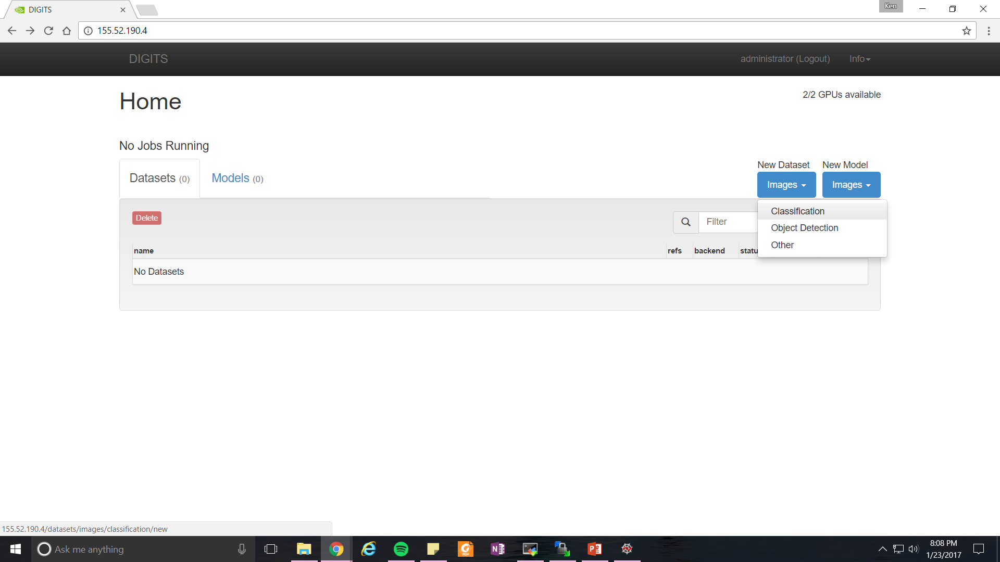 DIGITS
Ken
155.52.190.4
DIGITS
administrator (Logout)
Info
Home
2/2 GPUs available
No Jobs Running
Datasets (0)
Models (0)
New Dataset
New Model
Images
Images
Classification
Object Detection
Other
Delete
Filter
name
refs
backend
statu
No Datasets
155.52.190.4/datasets/images/classification/new
Ask me anything
8:08 PM
1/23/2017